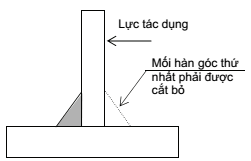 Lực tác dụng
Mối hàn góc thứ
nhất phải được
cắt bỏ